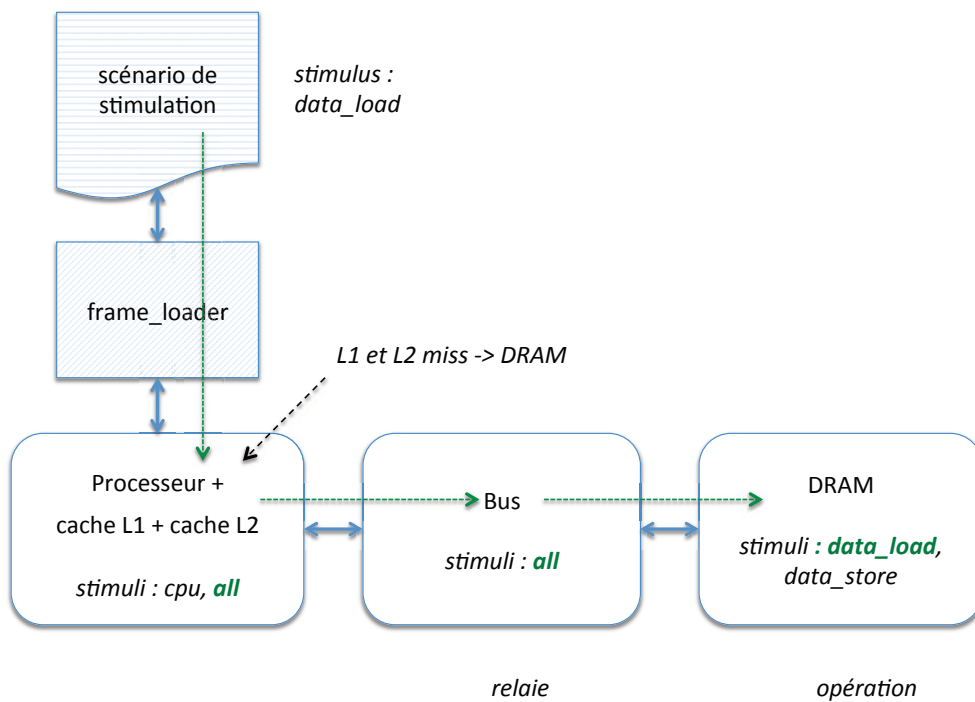 scénario de
stimulation
stimulus :
data_load
frame_loader
L1 et L2 miss -> DRAM
Processeur +
cache L1 + cache L2
stimuli : cpu, all
Bus
stimuli : all
DRAM
stimuli : data_load,
data_store
relaie
opération